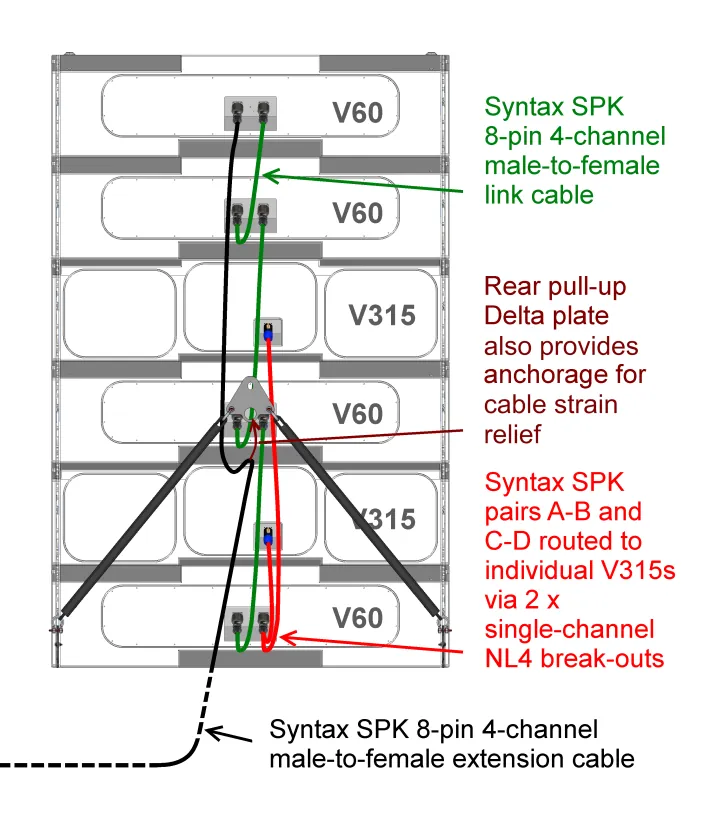 V60
Syntax SPK
8-pin 4-channel
male-to-female
link cable
V60
V315
Rear pull-up
Delta plate
also provides
anchorage for
cable strain
relief
V60
V315
Syntax SPK
pairs A-B and
C-D routed to
individual V315s
via 2 x
single-channel
NL4 break-outs
V60
Syntax SPK 8-pin 4-channel
male-to-female extension cable